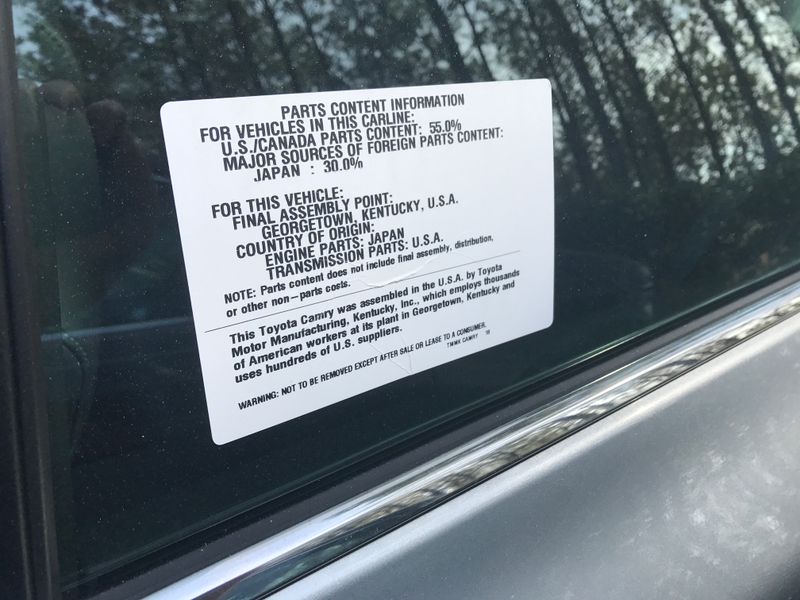 PARTS CONTENT INFORMATION
FOR VEHICLES IN THIS CARLINE:
U.S./CANADA PARTS CONTENT: 55.0%
MAJOR SOURCES OF FOREIGN PARTS CONTENT:
JAPAN : 30.0%
FOR THIS VEHICLE:
FINAL ASSEMBLY POINT:
GEORGETOWN, KENTUCKY, U.S.A.
COUNTRY OF ORIGIN:
ENGINE PARTS: JAPAN
TRANSMISSION PARTS: U.S.A.
NOTE: Parts content does not include final assembly, distribution,
or other non-parts costs.
This Toyota Camry was assembled in the U.S.A. by Toyota
Motor Manufacturing, Kentucky, Inc., which employs thousands
of American workers at its plant in Georgetown, Kentucky and
uses hundreds of U.S. suppliers.
WARNING: NOT TO BE REMOVED EXCEPT AFTER SALE OR LEASE TO A CONSUMER.
TMMK CAMRY